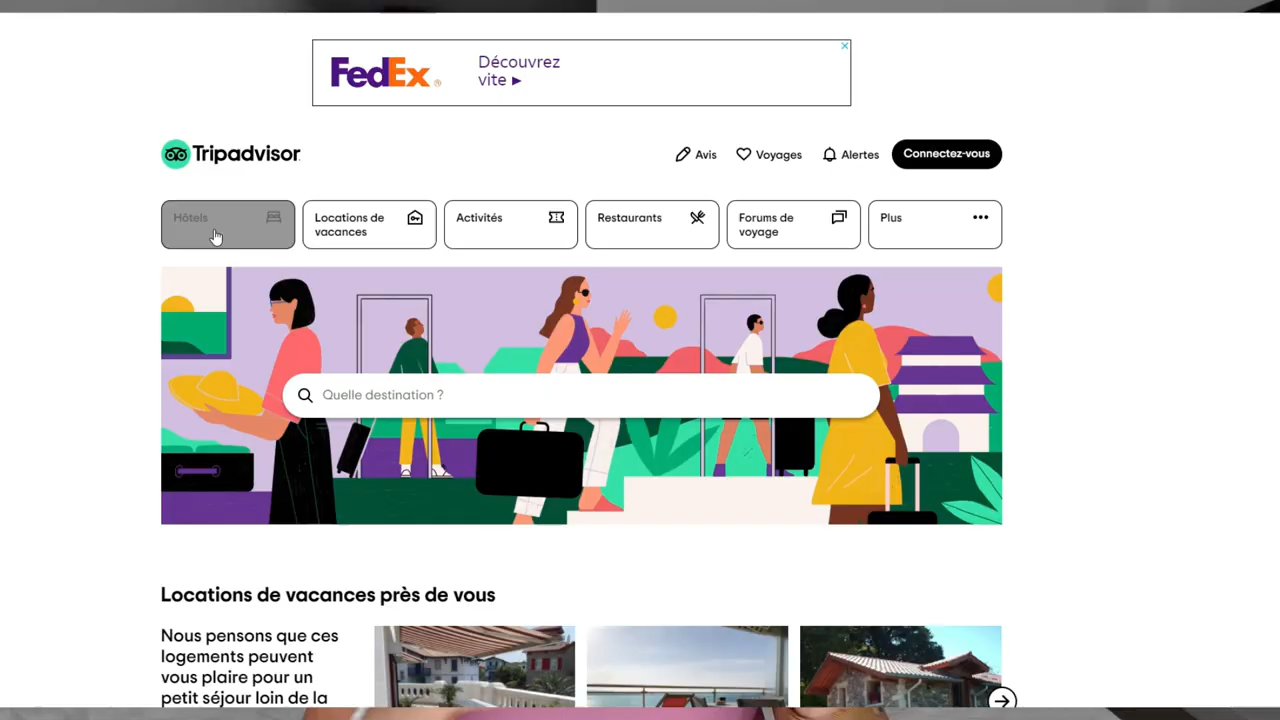 FedEx®
Découvrez
vite ►
Tripadvisor
Avis
Voyages
Alertes
Connectez-vous
Hôtels
Locations de
vacances
Activités
Restaurants
Forums de
voyage
Plus
Quelle destination ?
Locations de vacances près de vous
Nous pensons que ces
logements peuvent
vous plaire pour un
petit séjour loin de la